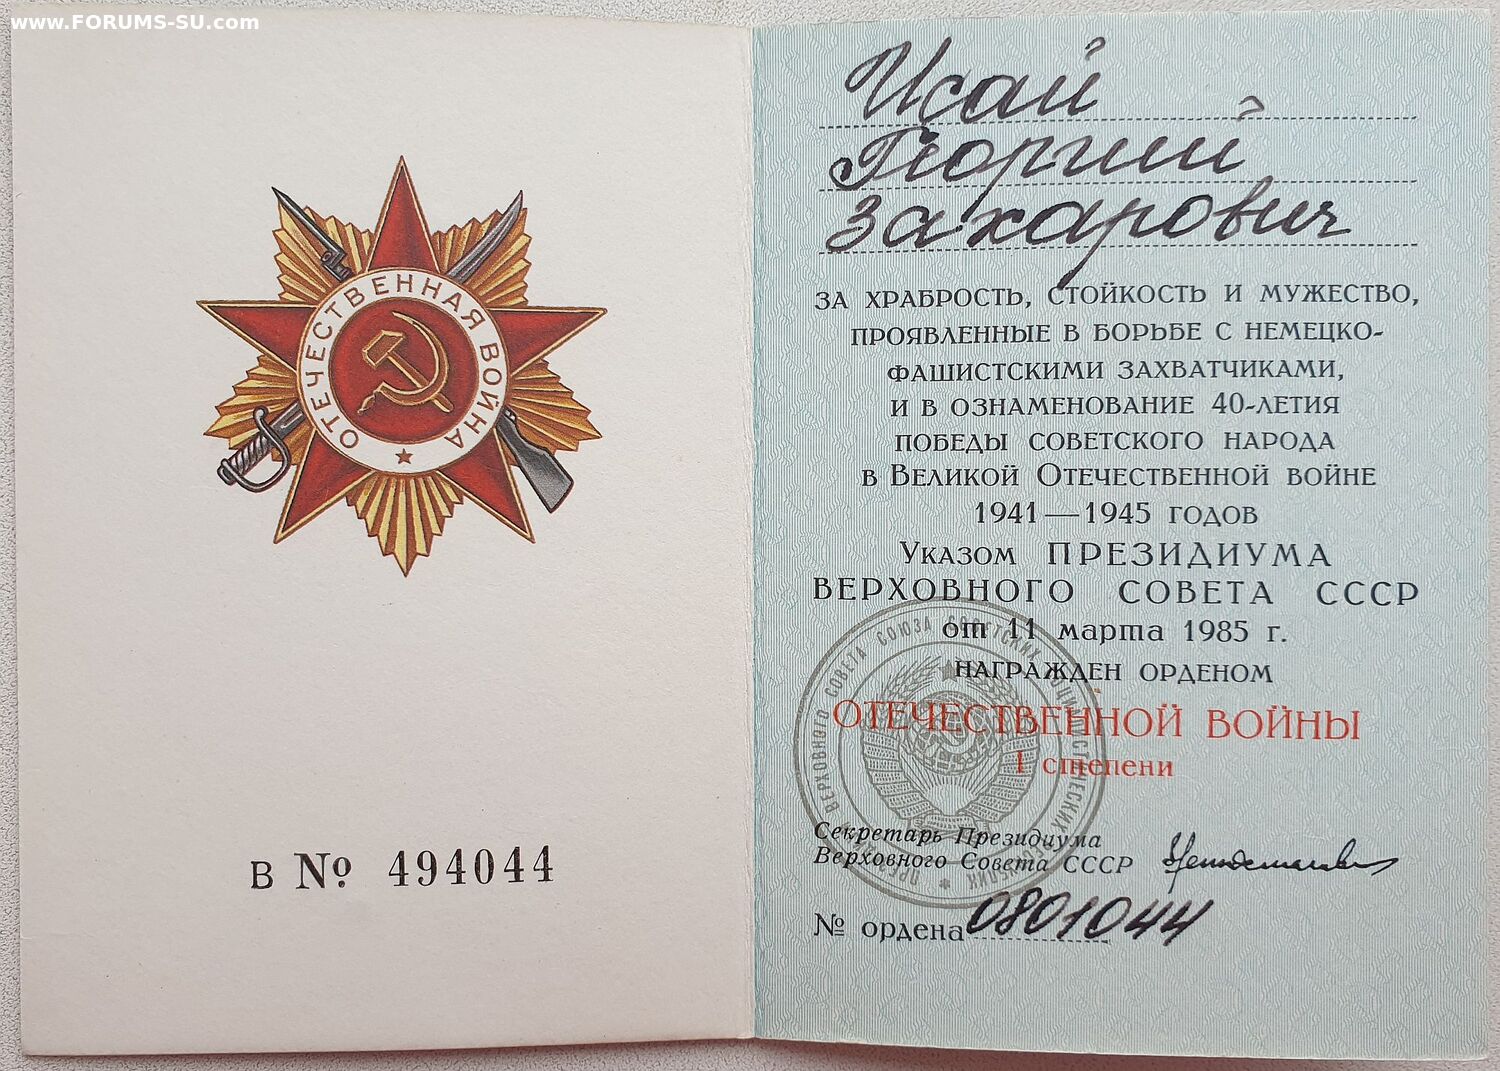 www.FORUMS-SU.com
ОТЕЧЕСТВЕННАЯ ВОЙНА
В № 494044
Исай
Георгий
Захарович
ЗА ХРАБРОСТЬ, СТОЙКОСТЬ И МУЖЕСТВО,
ПРОЯВЛЕННЫЕ В БОРЬБЕ С НЕМЕЦКО-
ФАШИСТСКИМИ ЗАХВАТЧИКАМИ,
И В ОЗНАМЕНОВАНИЕ 40-ЛЕТИЯ
ПОБЕДЫ СОВЕТСКОГО НАРОДА
В ВЕЛИКОЙ ОТЕЧЕСТВЕННОЙ ВОЙНЕ
1941—1945 ГОДОВ
УКАЗОМ ПРЕЗИДИУМА
ВЕРХОВНОГО СОВЕТА СССР
от 11 марта 1985 г.
НАГРАЖДЕН ОРДЕНОМ
ОТЕЧЕСТВЕННОЙ ВОЙНЫ
I степени
Секретарь Президиума
Верховного Совета СССР
№ ордена 0801044